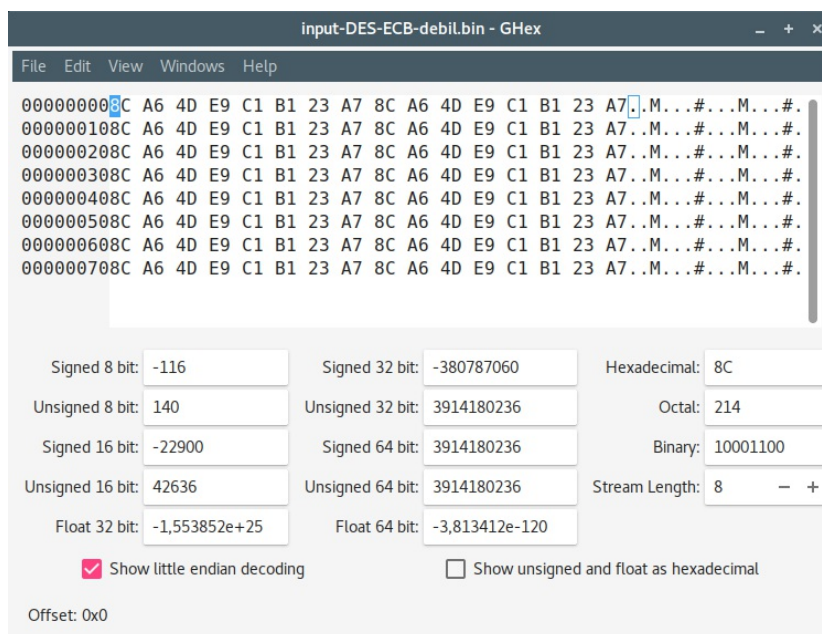 input-DES-ECB-debil.bin - GHex
File Edit View Windows Help
000000008C A6 4D E9 C1 B1 23 A7 8C A6 4D E9 C1 B1 23 A7..M...#...M...#.
000000108C A6 4D E9 C1 B1 23 A7 8C A6 4D E9 C1 B1 23 A7..M...#...M...#.
000000208C A6 4D E9 C1 B1 23 A7 8C A6 4D E9 C1 B1 23 A7..M...#...M...#.
000000308C A6 4D E9 C1 B1 23 A7 8C A6 4D E9 C1 B1 23 A7..M...#...M...#.
000000408C A6 4D E9 C1 B1 23 A7 8C A6 4D E9 C1 B1 23 A7..M...#...M...#.
000000508C A6 4D E9 C1 B1 23 A7 8C A6 4D E9 C1 B1 23 A7..M...#...M...#.
000000608C A6 4D E9 C1 B1 23 A7 8C A6 4D E9 C1 B1 23 A7..M...#...M...#.
000000708C A6 4D E9 C1 B1 23 A7 8C A6 4D E9 C1 B1 23 A7..M...#...M...#.
Signed 8 bit: -116 Signed 32 bit: -380787060 Hexadecimal: 8C
Unsigned 8 bit: 140 Unsigned 32 bit: 3914180236 Octal: 214
Signed 16 bit: -22900 Signed 64 bit: 3914180236 Binary: 10001100
Unsigned 16 bit: 42636 Unsigned 64 bit: 3914180236 Stream Length: 8 − +
Float 32 bit: -1,553852e+25 Float 64 bit: -3,813412e-120
Show little endian decoding Show unsigned and float as hexadecimal
Offset: 0x0